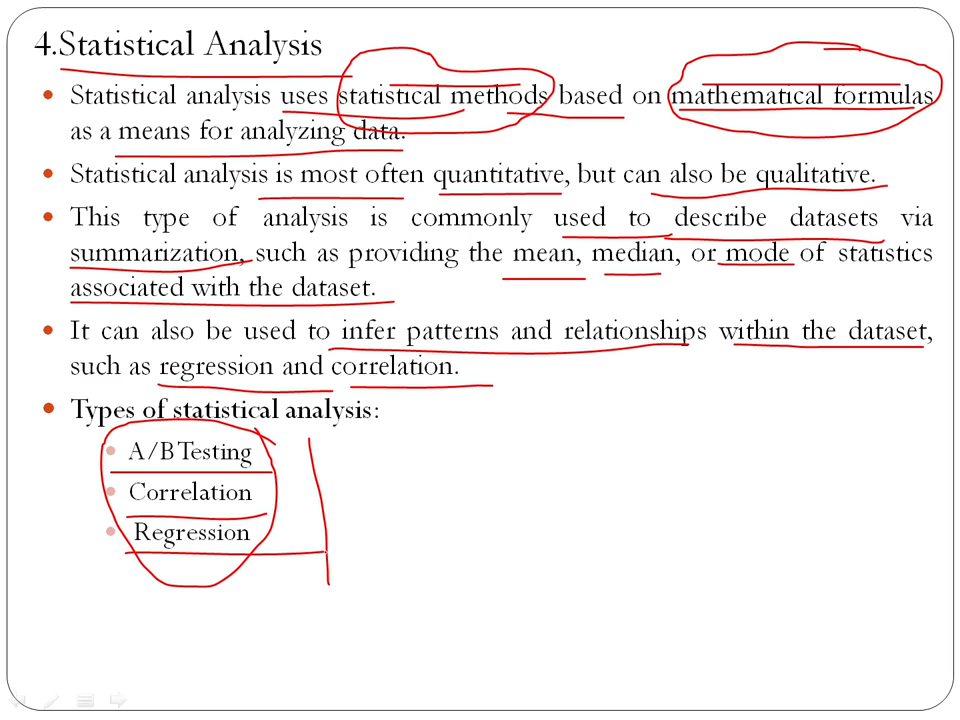 4.Statistical Analysis
• Statistical analysis uses statistical methods based on mathematical formulas
as a means for analyzing data.
• Statistical analysis is most often quantitative, but can also be qualitative.
• This type of analysis is commonly used to describe datasets via
summarization, such as providing the mean, median, or mode of statistics
associated with the dataset.
• It can also be used to infer patterns and relationships within the dataset,
such as regression and correlation.
• Types of statistical analysis:
• A/B Testing
• Correlation
• Regression